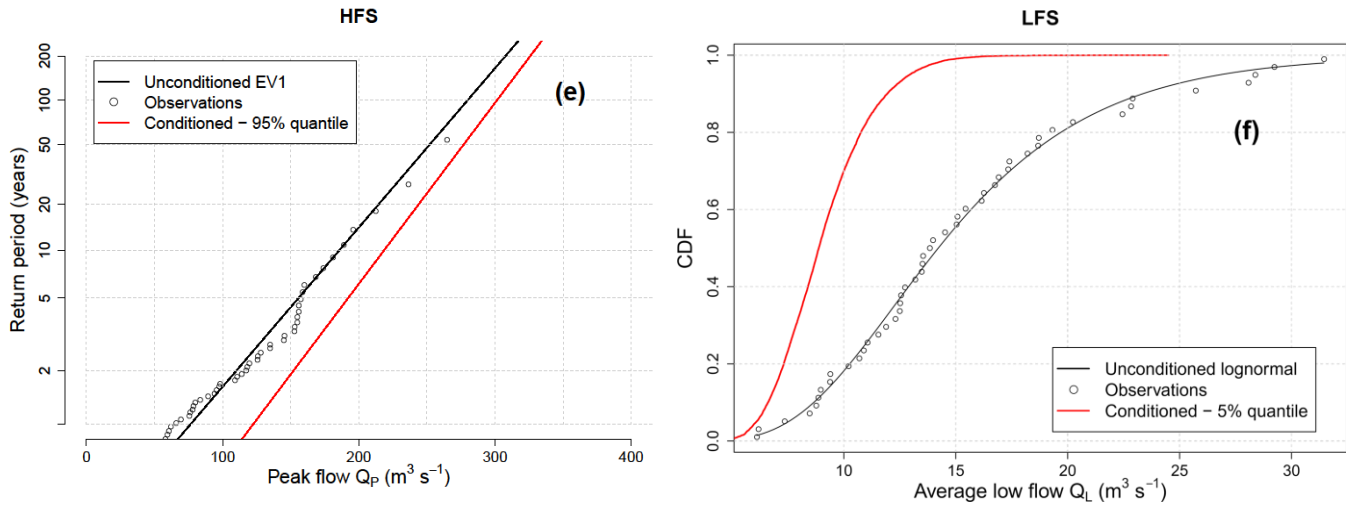 HFS
Return period (years)
200
100
50
20
10
5
2
Unconditioned EV1
Observations
Conditioned − 95% quantile
(e)
0 100 200 300 400
Peak flow Q_P (m³ s⁻¹)
LFS
CDF
1.0
0.8
0.6
0.4
0.2
0.0
(f)
Unconditioned lognormal
Observations
Conditioned − 5% quantile
10 15 20 25 30
Average low flow Q_L (m³ s⁻¹)